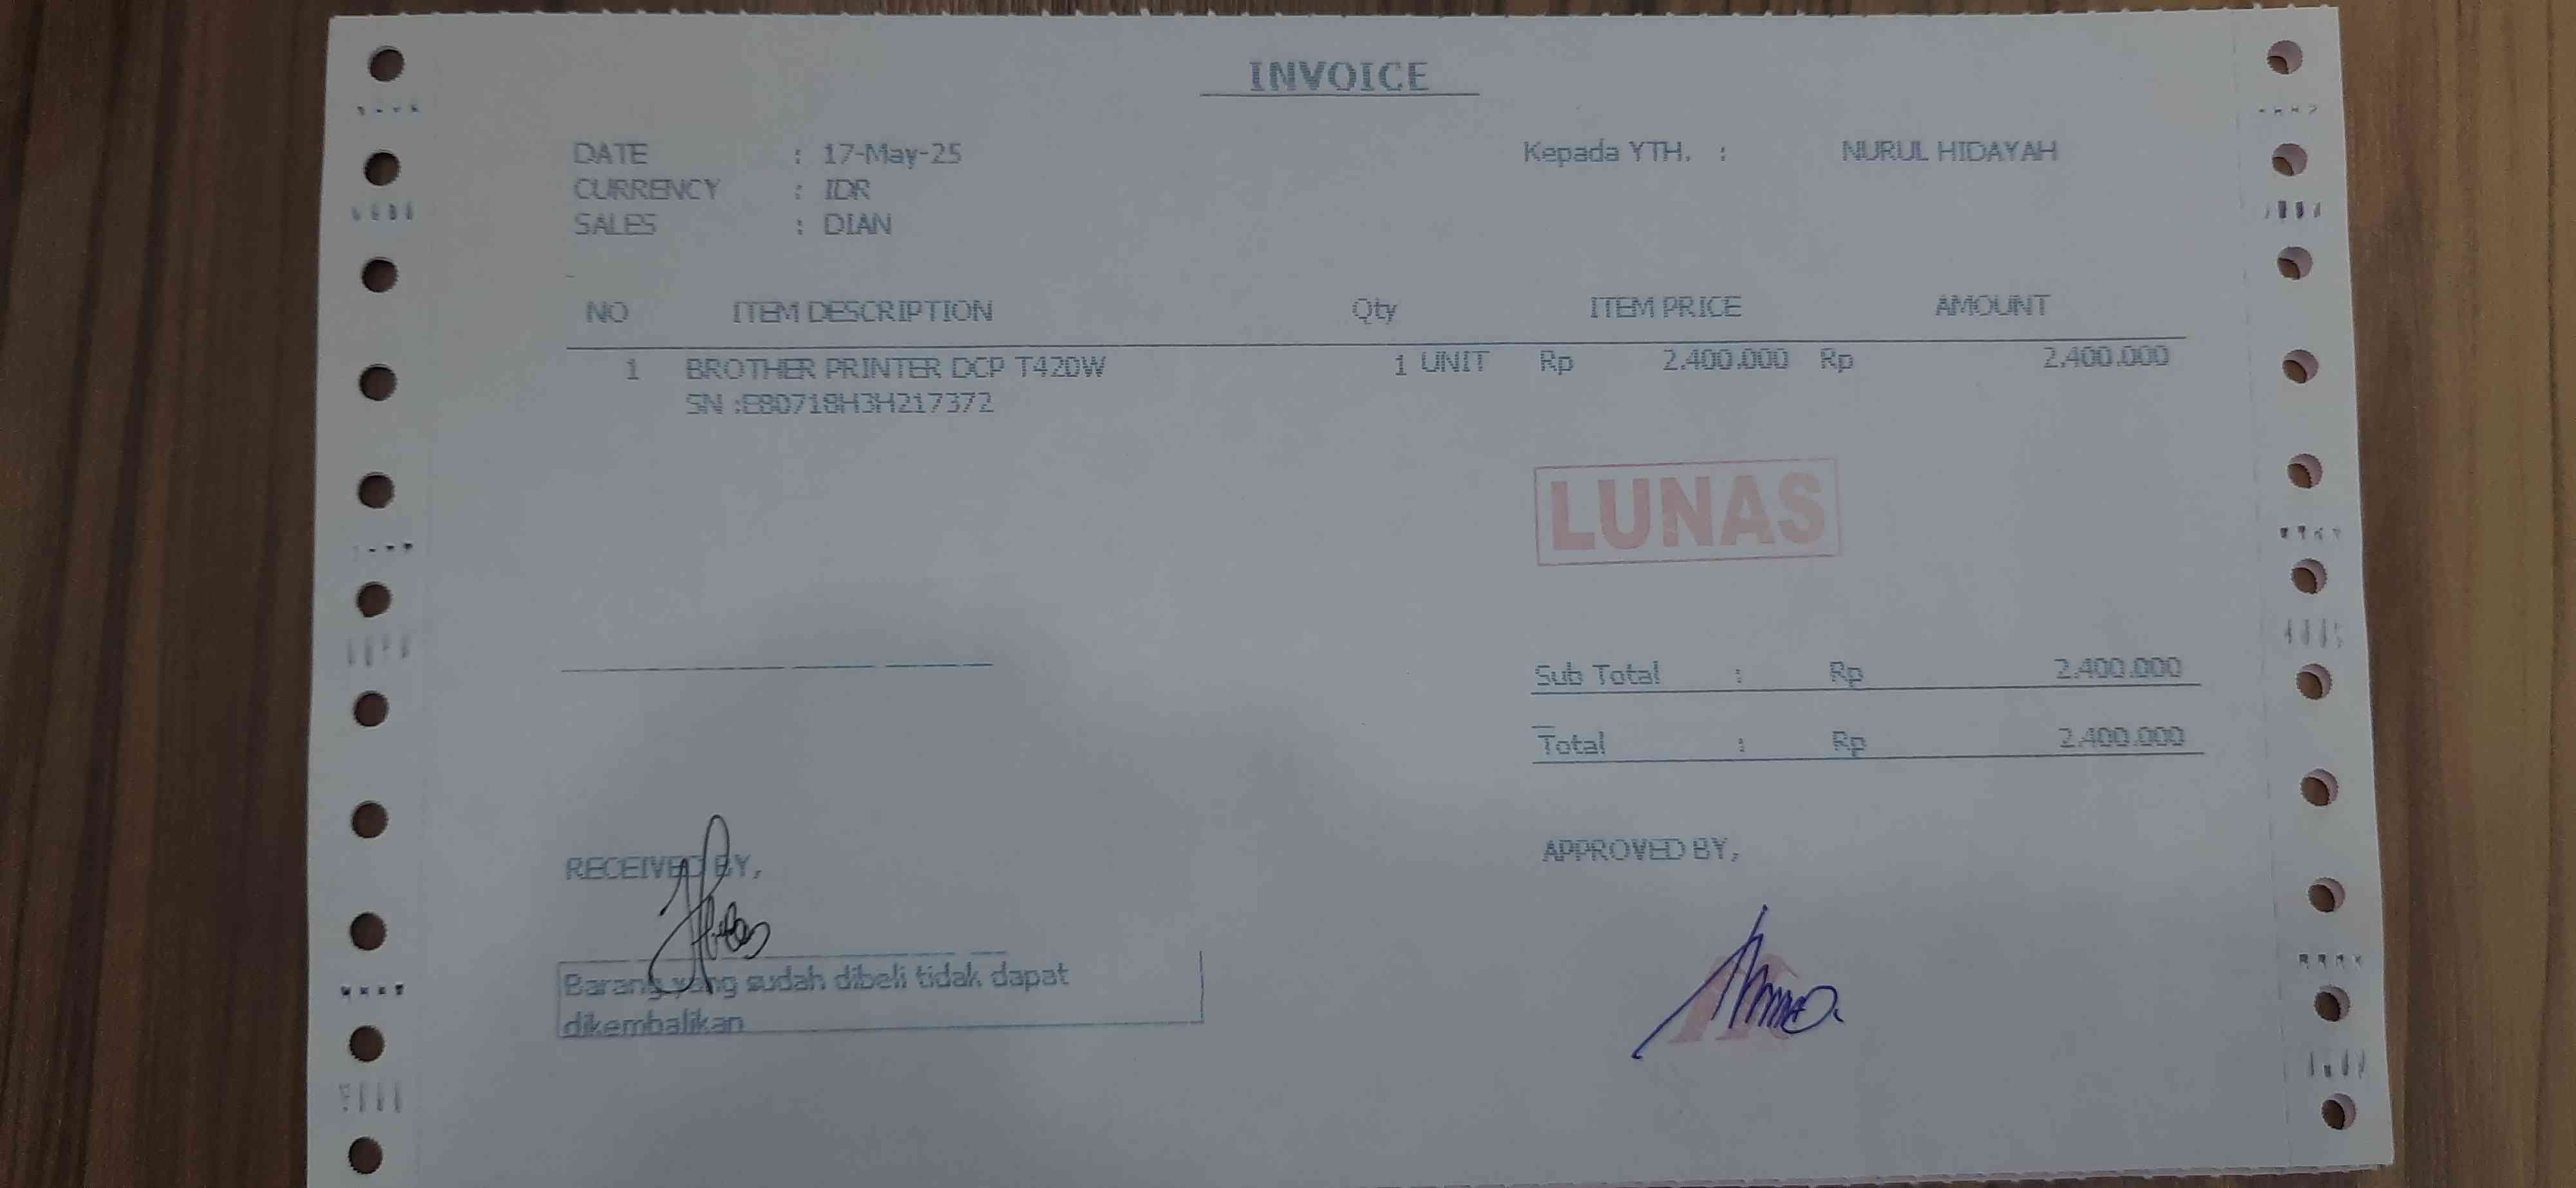 INVOICE
DATE : 17-May-25
CURRENCY : IDR
SALES : DIAN
Kepada YTH. : NURUL HIDAYAH
NO ITEM DESCRIPTION Qty ITEM PRICE AMOUNT
1 BROTHER PRINTER DCP T420W 1 UNIT Rp 2.400.000 Rp 2.400.000
SN :E80718H3H217372
LUNAS
Sub Total : Rp 2.400.000
Total : Rp 2.400.000
RECEIVED BY,
APPROVED BY,
Barang yang sudah dibeli tidak dapat
dikembalikan